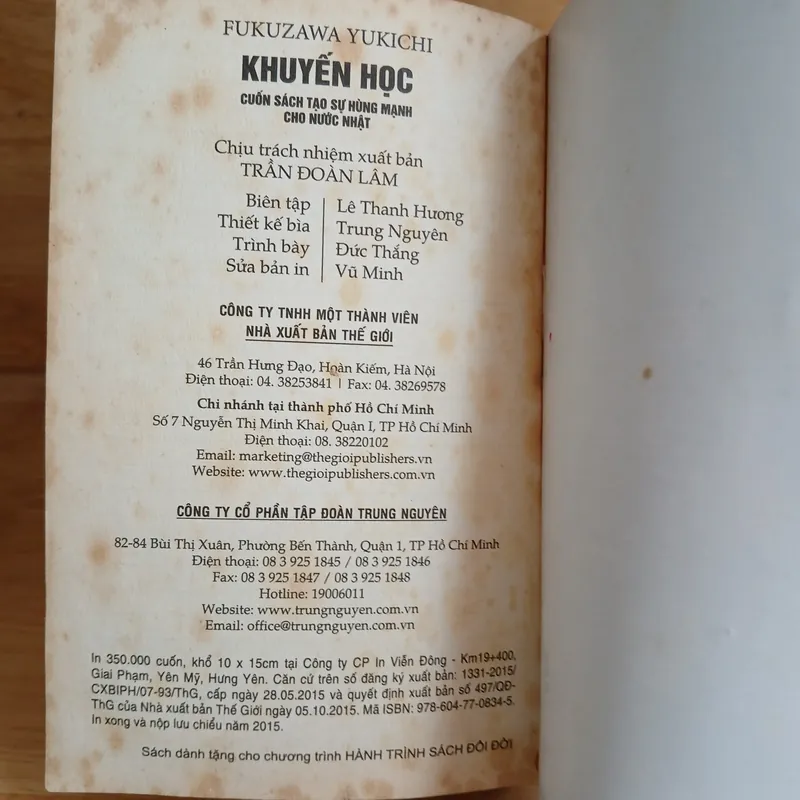 FUKUZAWA YUKICHI
KHUYẾN HỌC
CUỐN SÁCH TẠO SỰ HÙNG MẠNH
CHO NƯỚC NHẬT
Chịu trách nhiệm xuất bản
TRẦN ĐOÀN LÂM
Biên tập | Lê Thanh Hương
Thiết kế bìa | Trung Nguyên
Trình bày | Đức Thắng
Sửa bản in | Vũ Minh
CÔNG TY TNHH MỘT THÀNH VIÊN
NHÀ XUẤT BẢN THẾ GIỚI
46 Trần Hưng Đạo, Hoàn Kiếm, Hà Nội
Điện thoại: 04. 38253841 | Fax: 04. 38269578
Chi nhánh tại thành phố Hồ Chí Minh
Số 7 Nguyễn Thị Minh Khai, Quận I, TP Hồ Chí Minh
Điện thoại: 08. 38220102
Email: marketing@thegioipublishers.vn
Website: www.thegioipublishers.com.vn
CÔNG TY CỔ PHẦN TẬP ĐOÀN TRUNG NGUYÊN
82-84 Bùi Thị Xuân, Phường Bến Thành, Quận 1, TP Hồ Chí Minh
Điện thoại: 08 3 925 1845 / 08 3 925 1846
Fax: 08 3 925 1847 / 08 3 925 1848
Hotline: 19006011
Website: www.trungnguyen.com.vn
Email: office@trungnguyen.com.vn
In 350.000 cuốn, khổ 10 x 15cm tại Công ty CP In Viễn Đông - Km19+400,
Giai Phạm, Yên Mỹ, Hưng Yên. Căn cứ trên số đăng ký xuất bản: 1331-2015/
CXBIPH/07-93/ThG, cấp ngày 28.05.2015 và quyết định xuất bản số 497/QĐ-
ThG của Nhà xuất bản Thế Giới ngày 05.10.2015. Mã ISBN: 978-604-77-0834-5.
In xong và nộp lưu chiểu năm 2015.
Sách dành tặng cho chương trình HÀNH TRÌNH SÁCH ĐỔI ĐỜI